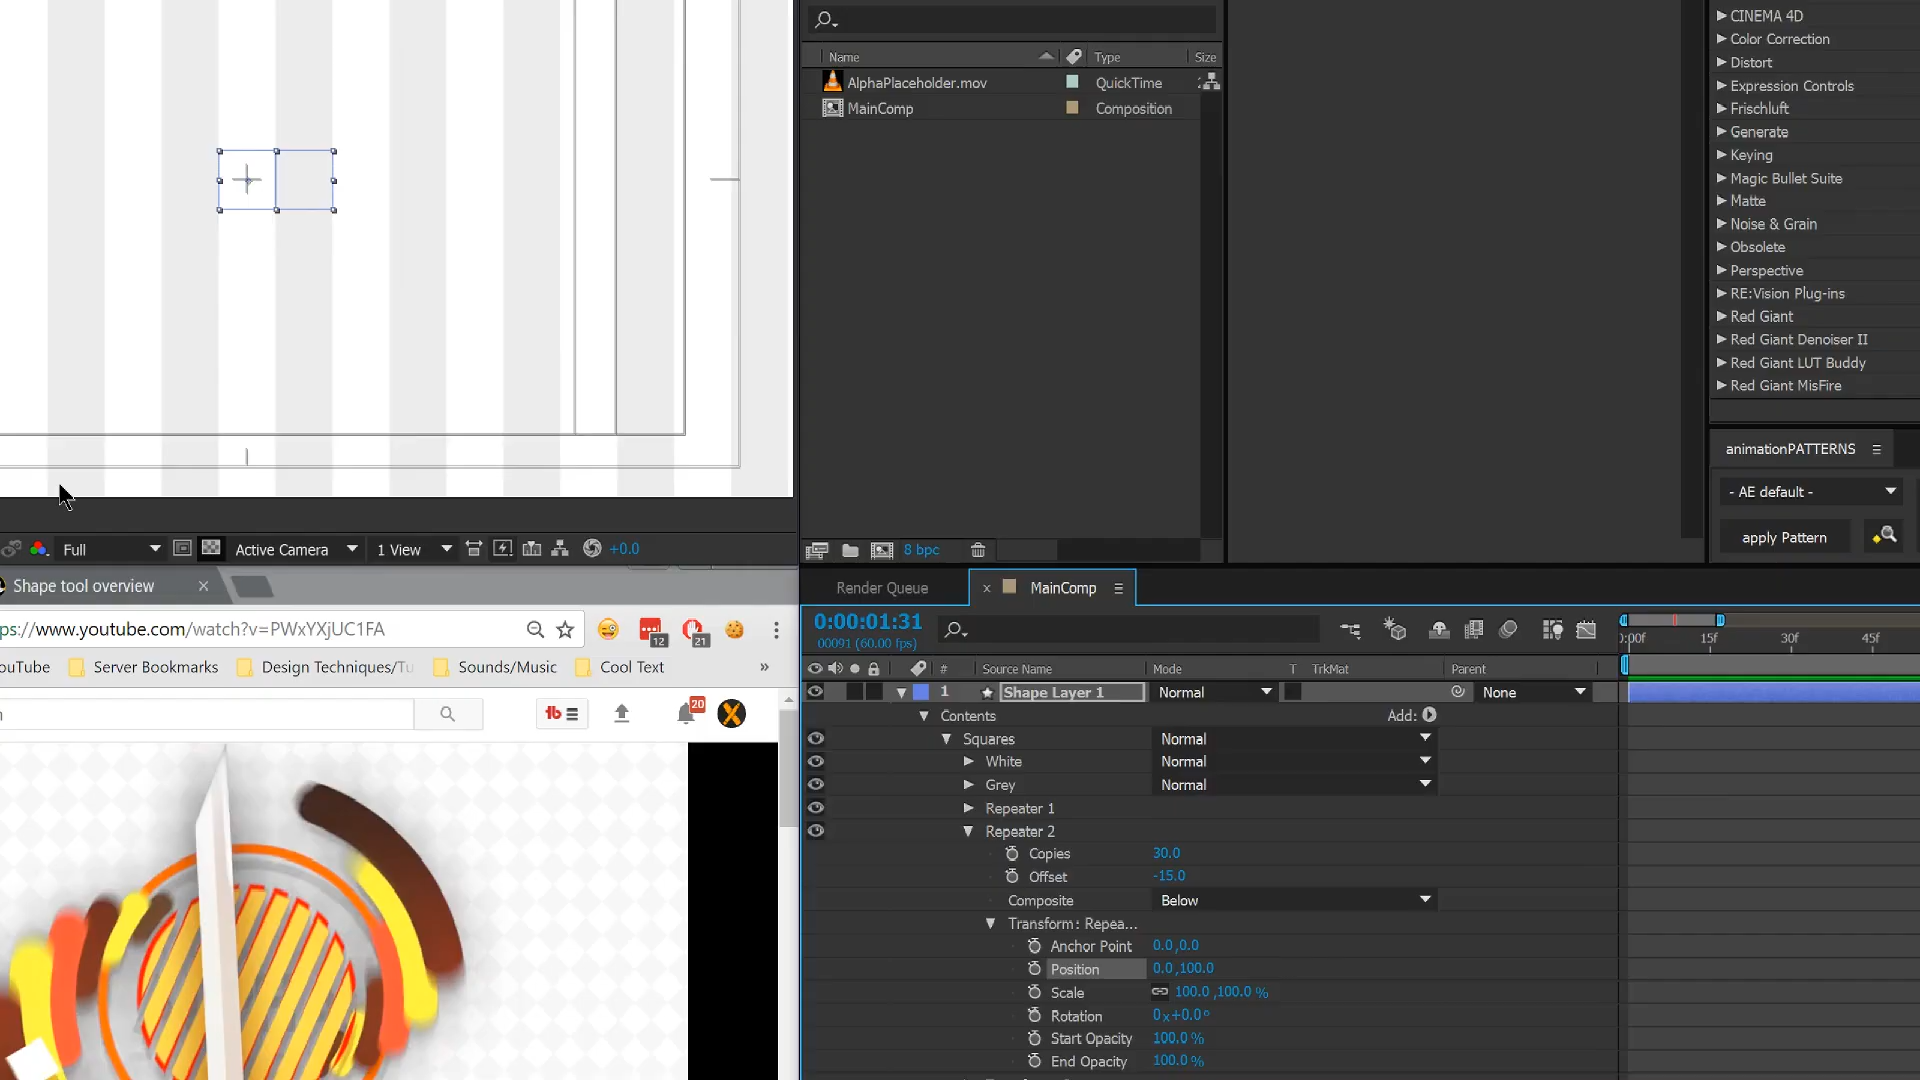 Name
Type
Size
AlphaPlaceholder.mov
QuickTime
MainComp
Composition
8 bpc
CINEMA 4D
Color Correction
Distort
Expression Controls
Frischluft
Generate
Keying
Magic Bullet Suite
Matte
Noise & Grain
Obsolete
Perspective
RE:Vision Plug-ins
Red Giant
Red Giant Denoiser II
Red Giant LUT Buddy
Red Giant MisFire
animationPATTERNS
- AE default -
apply Pattern
Full
Active Camera
1 View
+0.0
Shape tool overview
ps://www.youtube.com/watch?v=PWxYXjUC1FA
12
21
ouTube
Server Bookmarks
Design Techniques/Tu
Sounds/Music
Cool Text
»
tb
20
Render Queue
x
MainComp
0:00:01:31
00091 (60.00 fps)
0:00f
15f
30f
45f
#
Source Name
Mode
T
TrkMat
Parent
1
Shape Layer 1
Normal
None
Contents
Add:
Squares
Normal
White
Normal
Grey
Normal
Repeater 1
Repeater 2
Copies
30.0
Offset
-15.0
Composite
Below
Transform: Repea...
Anchor Point
0.0,0.0
Position
0.0,100.0
Scale
100.0,100.0 %
Rotation
0x+0.0°
Start Opacity
100.0 %
End Opacity
100.0 %